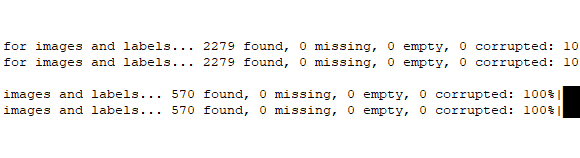 for images and labels... 2279 found, 0 missing, 0 empty, 0 corrupted: 10
for images and labels... 2279 found, 0 missing, 0 empty, 0 corrupted: 10
images and labels... 570 found, 0 missing, 0 empty, 0 corrupted: 100%|
images and labels... 570 found, 0 missing, 0 empty, 0 corrupted: 100%|